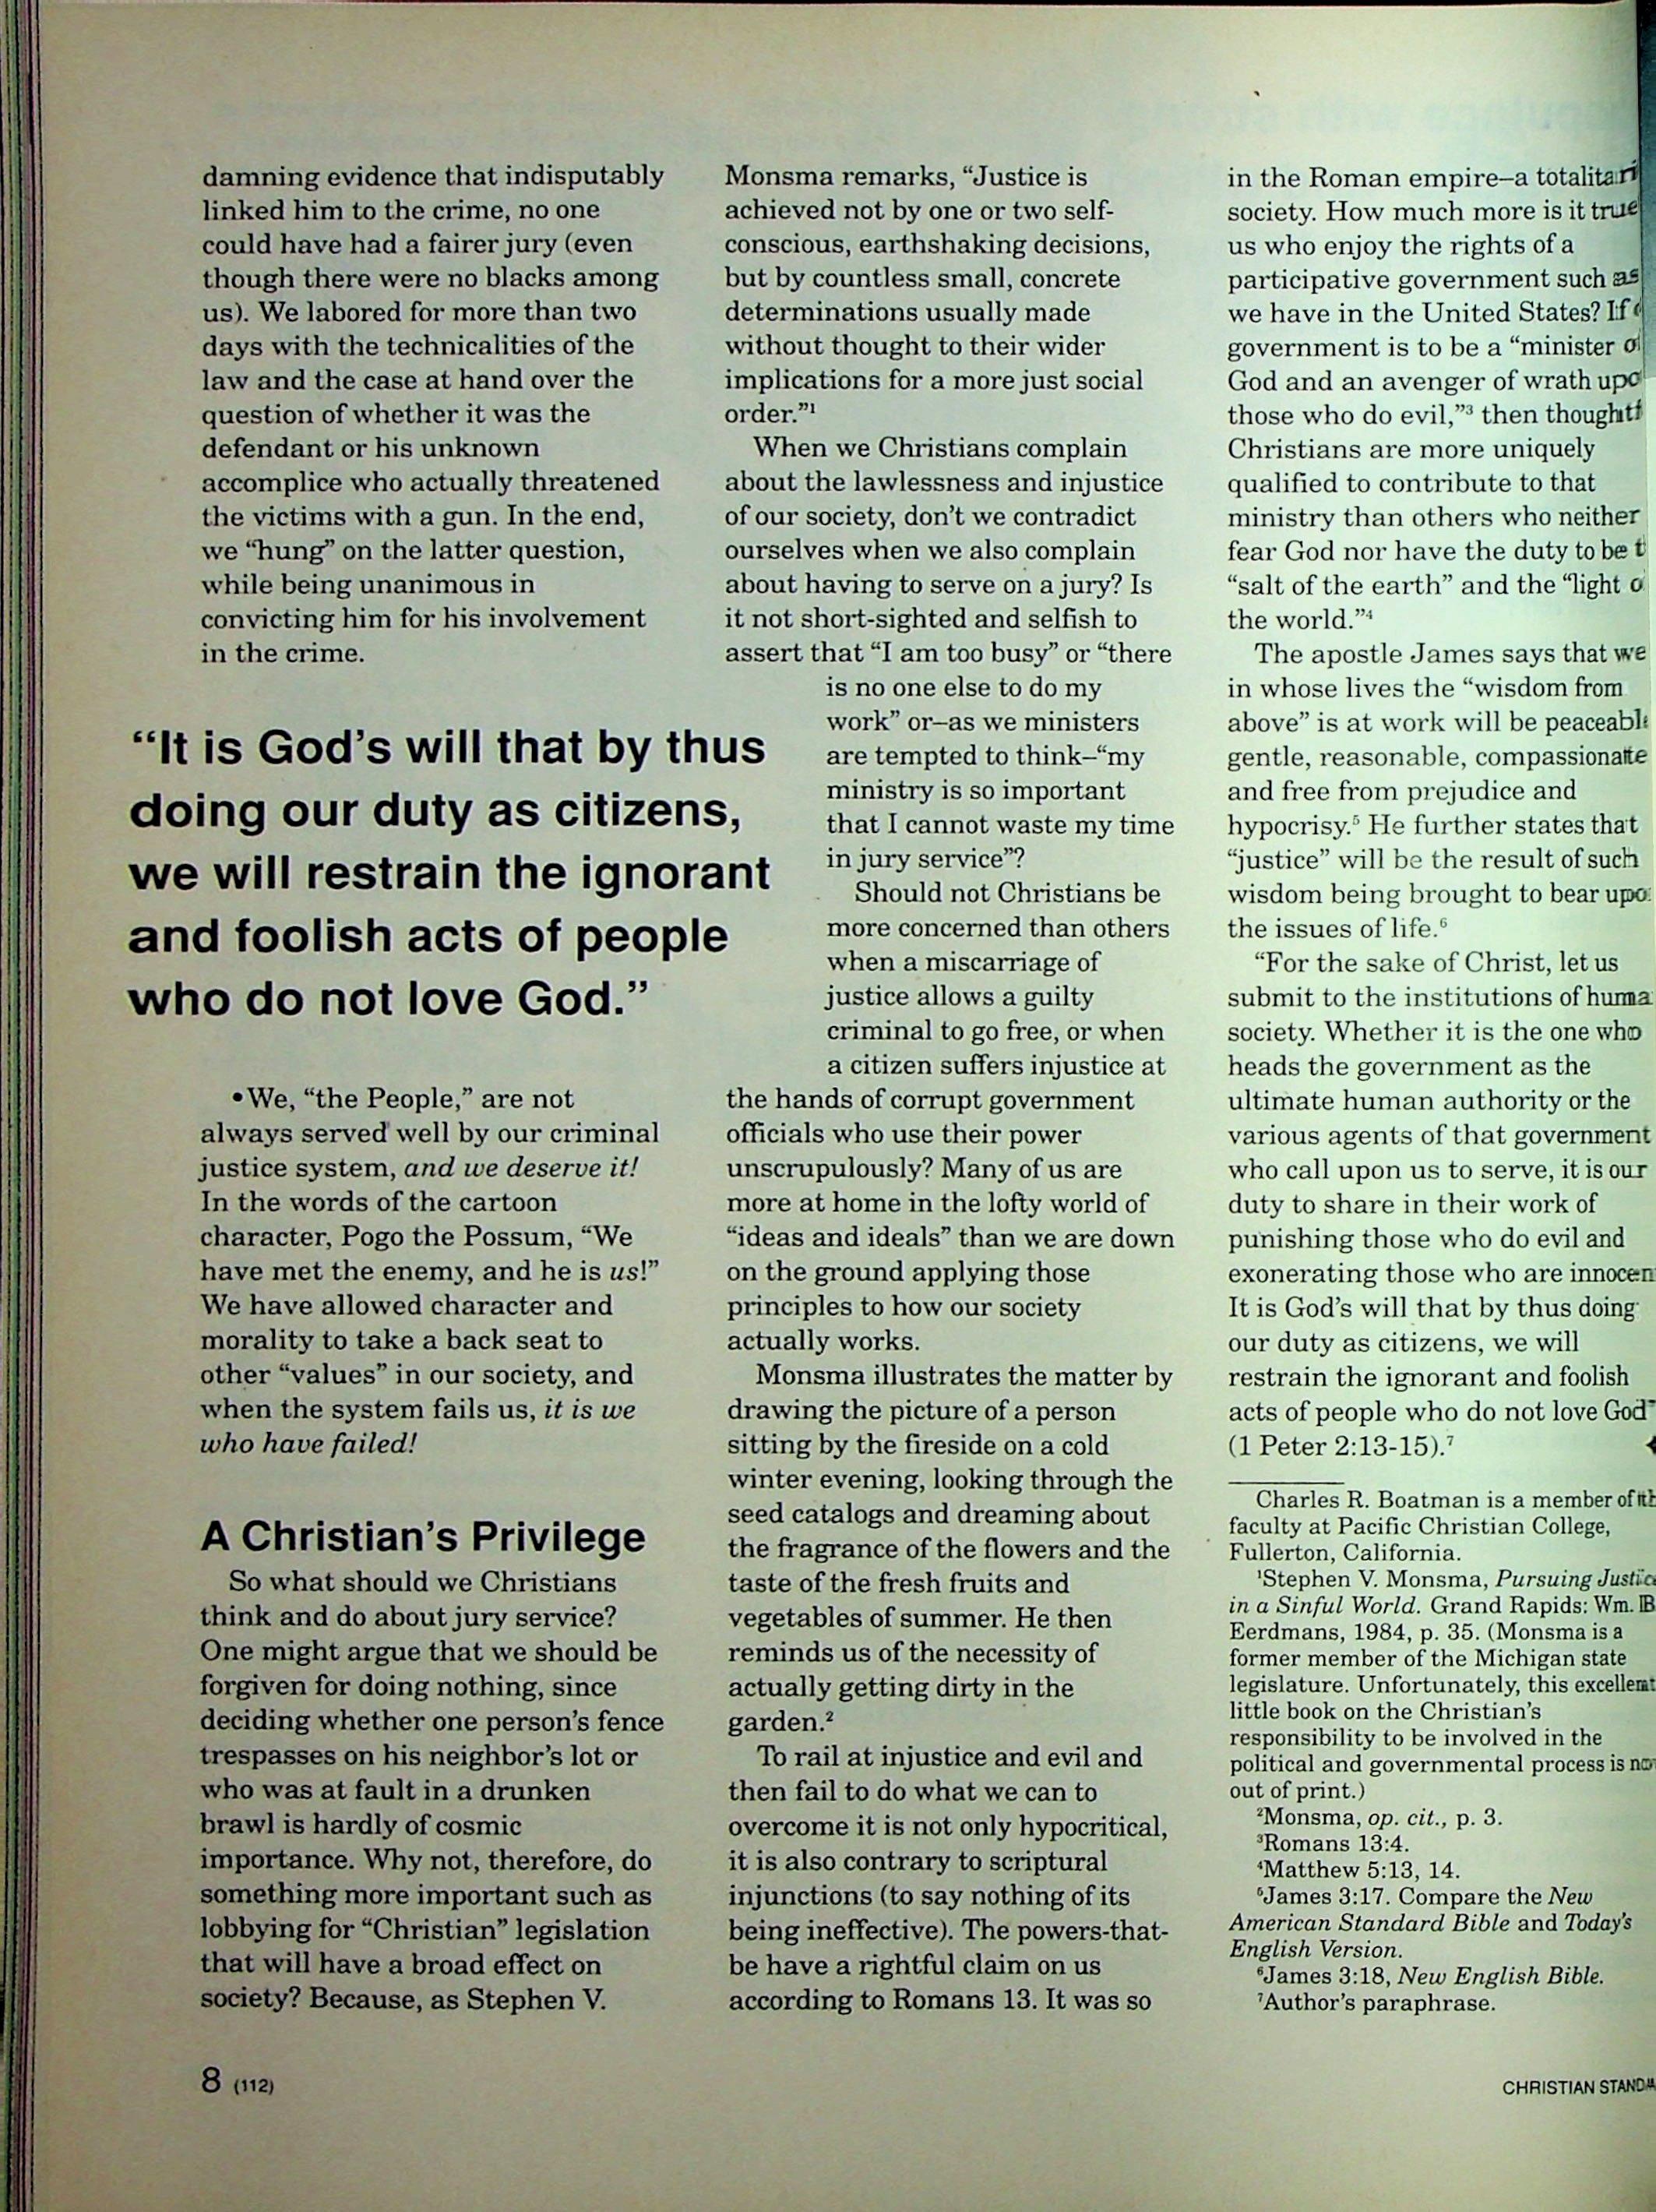 damning evidence that indisputably
linked him to the crime, no one
could have had a fairer jury (even
though there were no blacks among
us). We labored for more than two
days with the technicalities of the
law and the case at hand over the
question of whether it was the
defendant or his unknown
accomplice who actually threatened
the victims with a gun. In the end,
we “hung” on the latter question,
while being unanimous in
convicting him for his involvement
in the crime.
“It is God’s will that by thus
doing our duty as citizens,
we will restrain the ignorant
and foolish acts of people
who do not love God.”
•We, “the People,” are not
always served well by our criminal
justice system, and we deserve it!
In the words of the cartoon
character, Pogo the Possum, “We
have met the enemy, and he is us!”
We have allowed character and
morality to take a back seat to
other “values” in our society, and
when the system fails us, it is we
who have failed!
A Christian’s Privilege
So what should we Christians
think and do about jury service?
One might argue that we should be
forgiven for doing nothing, since
deciding whether one person’s fence
trespasses on his neighbor’s lot or
who was at fault in a drunken
brawl is hardly of cosmic
importance. Why not, therefore, do
something more important such as
lobbying for “Christian” legislation
that will have a broad effect on
society? Because, as Stephen V.
Monsma remarks, “Justice is
achieved not by one or two self-
conscious, earthshaking decisions,
but by countless small, concrete
determinations usually made
without thought to their wider
implications for a more just social
order.”¹
When we Christians complain
about the lawlessness and injustice
of our society, don’t we contradict
ourselves when we also complain
about having to serve on a jury? Is
it not short-sighted and selfish to
assert that “I am too busy” or “there
is no one else to do my
work” or–as we ministers
are tempted to think–“my
ministry is so important
that I cannot waste my time
in jury service”?
Should not Christians be
more concerned than others
when a miscarriage of
justice allows a guilty
criminal to go free, or when
a citizen suffers injustice at
the hands of corrupt government
officials who use their power
unscrupulously? Many of us are
more at home in the lofty world of
“ideas and ideals” than we are down
on the ground applying those
principles to how our society
actually works.
Monsma illustrates the matter by
drawing the picture of a person
sitting by the fireside on a cold
winter evening, looking through the
seed catalogs and dreaming about
the fragrance of the flowers and the
taste of the fresh fruits and
vegetables of summer. He then
reminds us of the necessity of
actually getting dirty in the
garden.²
To rail at injustice and evil and
then fail to do what we can to
overcome it is not only hypocritical,
it is also contrary to scriptural
injunctions (to say nothing of its
being ineffective). The powers-that-
be have a rightful claim on us
according to Romans 13. It was so
in the Roman empire–a
society. How much more is it true
us who enjoy the rights of a
participative government such as
we have in the United States? If
government is to be a “minister
God and an avenger of wrath
those who do evil,”³ then
Christians are more uniquely
qualified to contribute to that
ministry than others who neither
fear God nor have the duty to be
“salt of the earth” and the “light
the world.”⁴
The apostle James says that we
in whose lives the “wisdom from
above” is at work will be
gentle, reasonable, compassionate
and free from prejudice and
hypocrisy.⁵ He further states that
“justice” will be the result of such
wisdom being brought to bear
the issues of life.⁶
“For the sake of Christ, let us
submit to the institutions of
society. Whether it is the one who
heads the government as the
ultimate human authority or the
various agents of that government
who call upon us to serve, it is our
duty to share in their work of
punishing those who do evil and
exonerating those who are
It is God’s will that by thus doing
our duty as citizens, we will
restrain the ignorant and foolish
acts of people who do not love God”
(1 Peter 2:13-15).⁷
Charles R. Boatman is a member of
faculty at Pacific Christian College,
Fullerton, California.
¹Stephen V. Monsma, Pursuing
in a Sinful World. Grand Rapids: Wm.
Eerdmans, 1984, p. 35. (Monsma is a
former member of the Michigan state
legislature. Unfortunately, this excellent
little book on the Christian’s
responsibility to be involved in the
political and governmental process is
out of print.)
²Monsma, op. cit., p. 3.
³Romans 13:4.
⁴Matthew 5:13, 14.
⁵James 3:17. Compare the New
American Standard Bible and Today’s
English Version.
⁶James 3:18, New English Bible.
⁷Author’s paraphrase.
8 (112)
CHRISTIAN